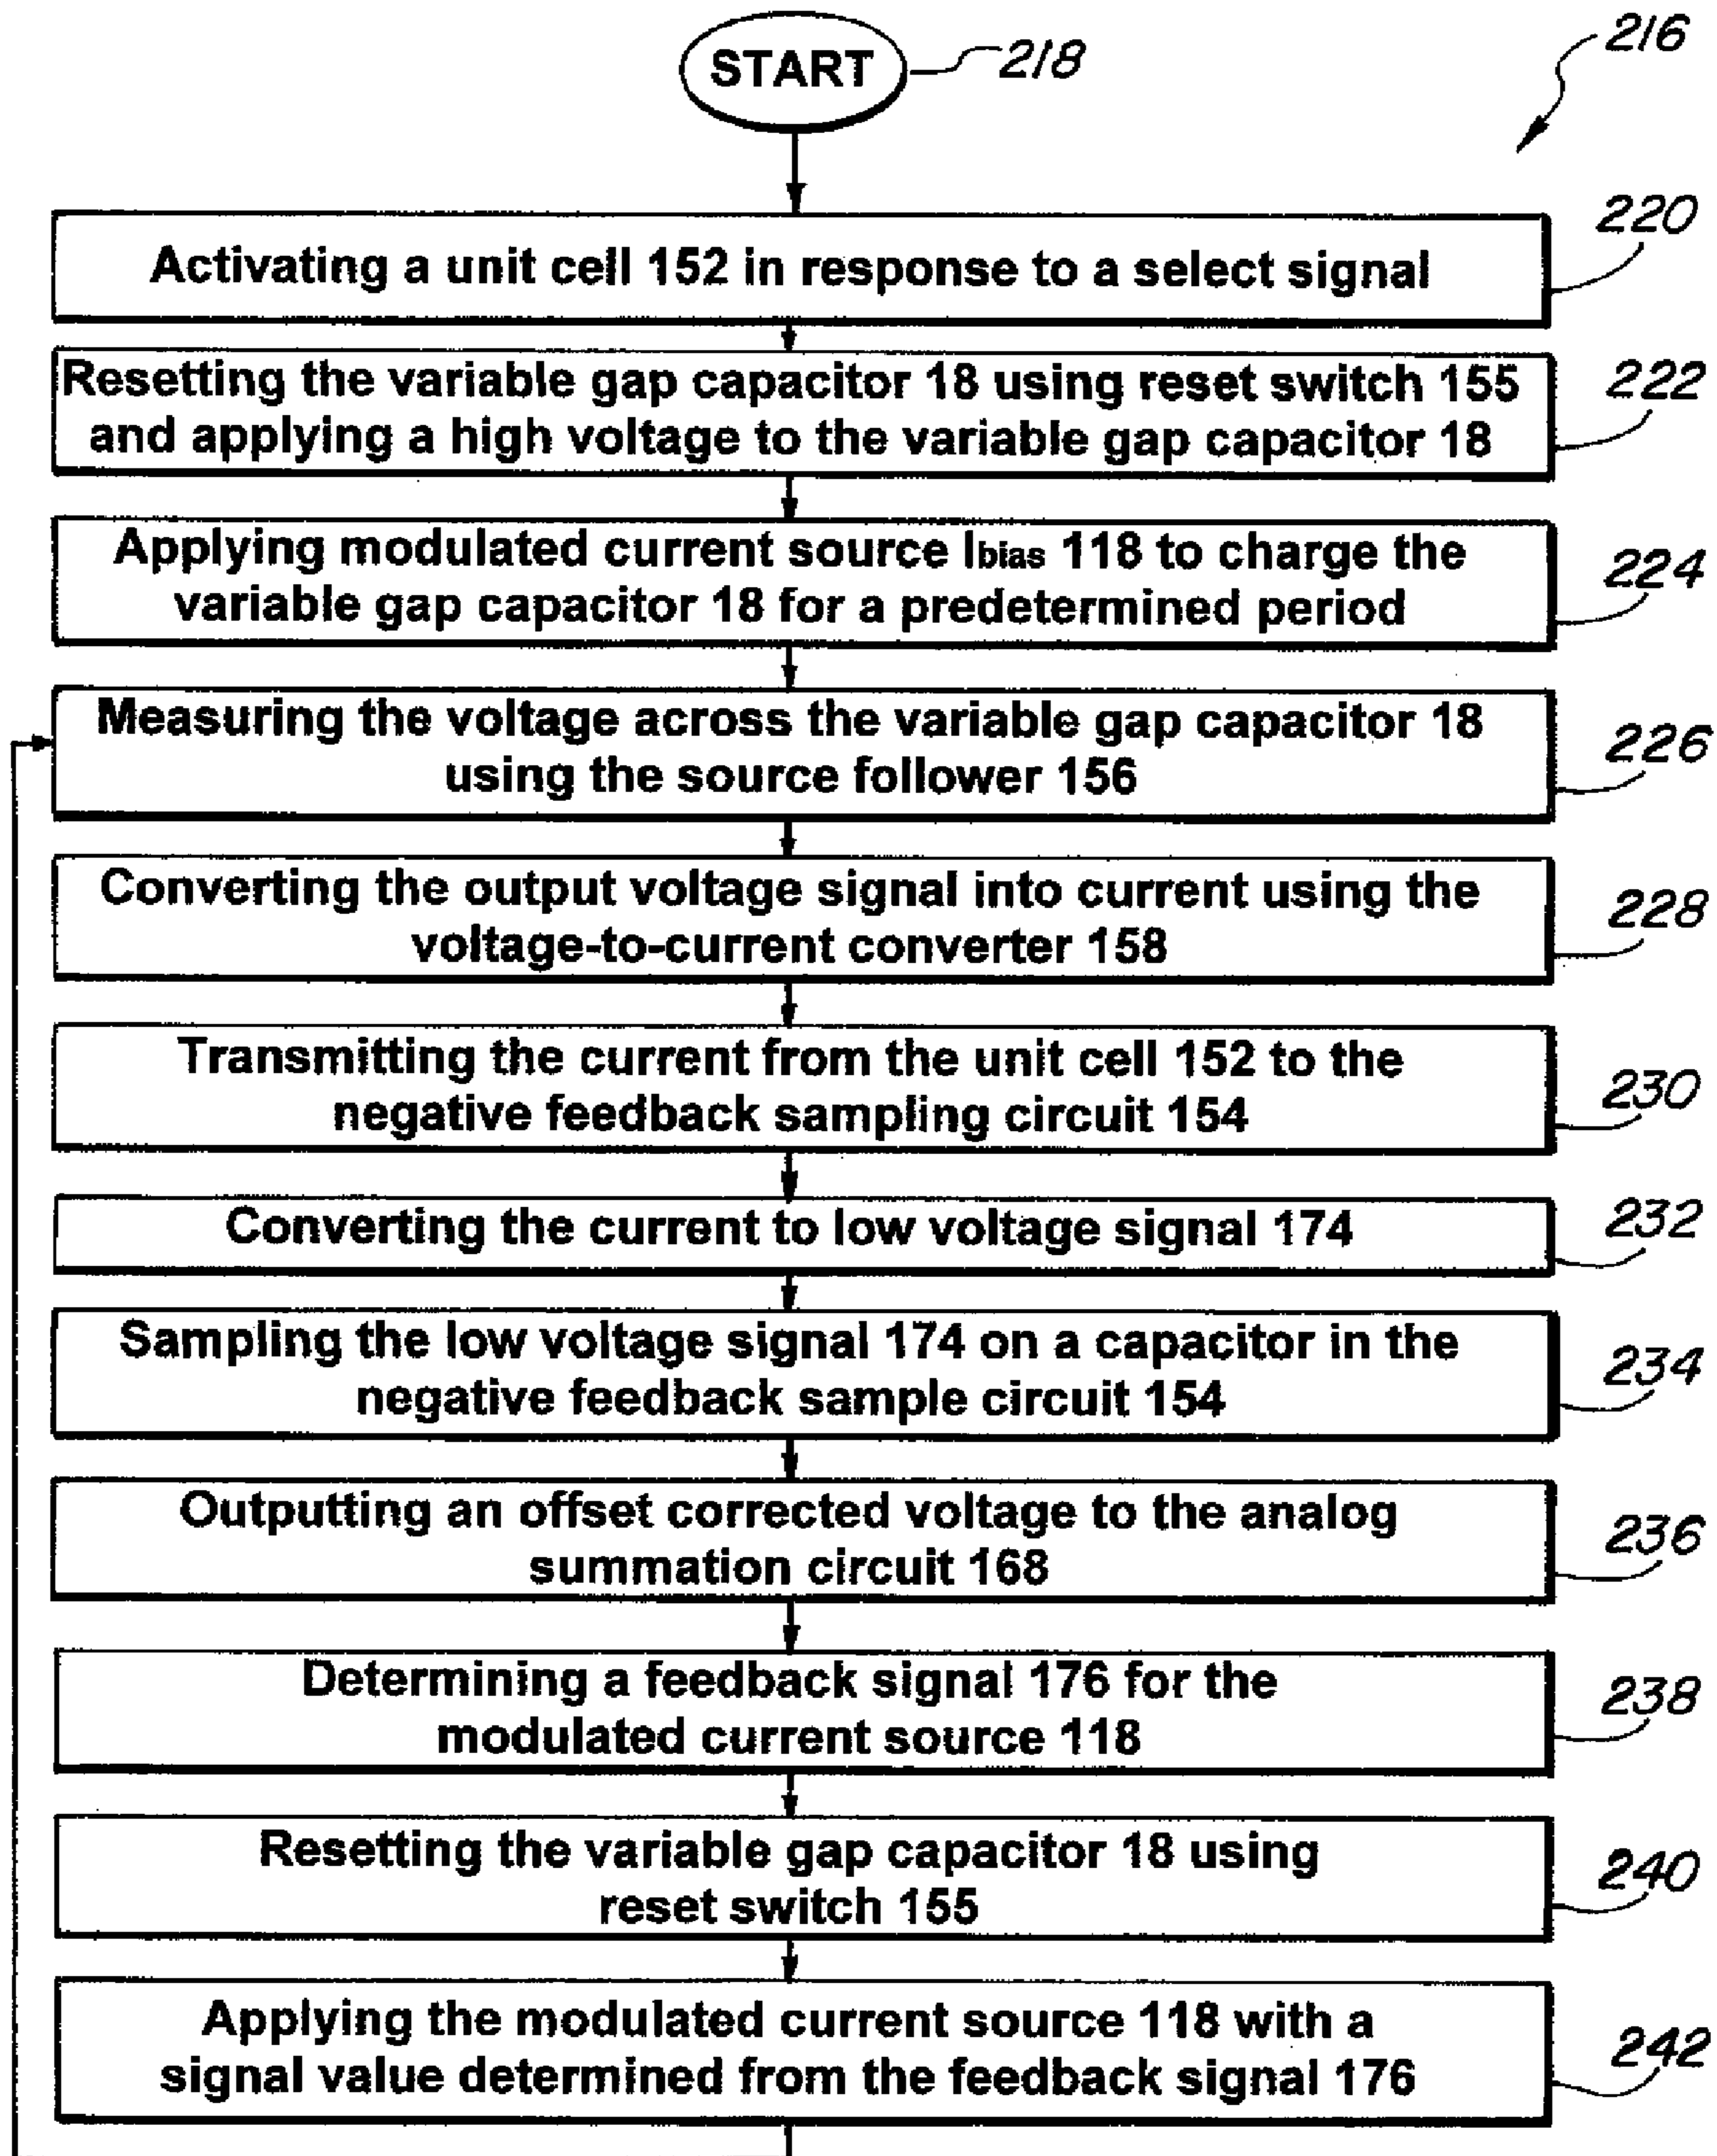 START
218
216
Activating a unit cell 152 in response to a select signal
220
Resetting the variable gap capacitor 18 using reset switch 155
and applying a high voltage to the variable gap capacitor 18
222
Applying modulated current source Ibias 118 to charge the
variable gap capacitor 18 for a predetermined period
224
Measuring the voltage across the variable gap capacitor 18
using the source follower 156
226
Converting the output voltage signal into current using the
voltage-to-current converter 158
228
Transmitting the current from the unit cell 152 to the
negative feedback sampling circuit 154
230
Converting the current to low voltage signal 174
232
Sampling the low voltage signal 174 on a capacitor in the
negative feedback sample circuit 154
234
Outputting an offset corrected voltage to the analog
summation circuit 168
236
Determining a feedback signal 176 for the
modulated current source 118
238
Resetting the variable gap capacitor 18 using
reset switch 155
240
Applying the modulated current source 118 with a
signal value determined from the feedback signal 176
242